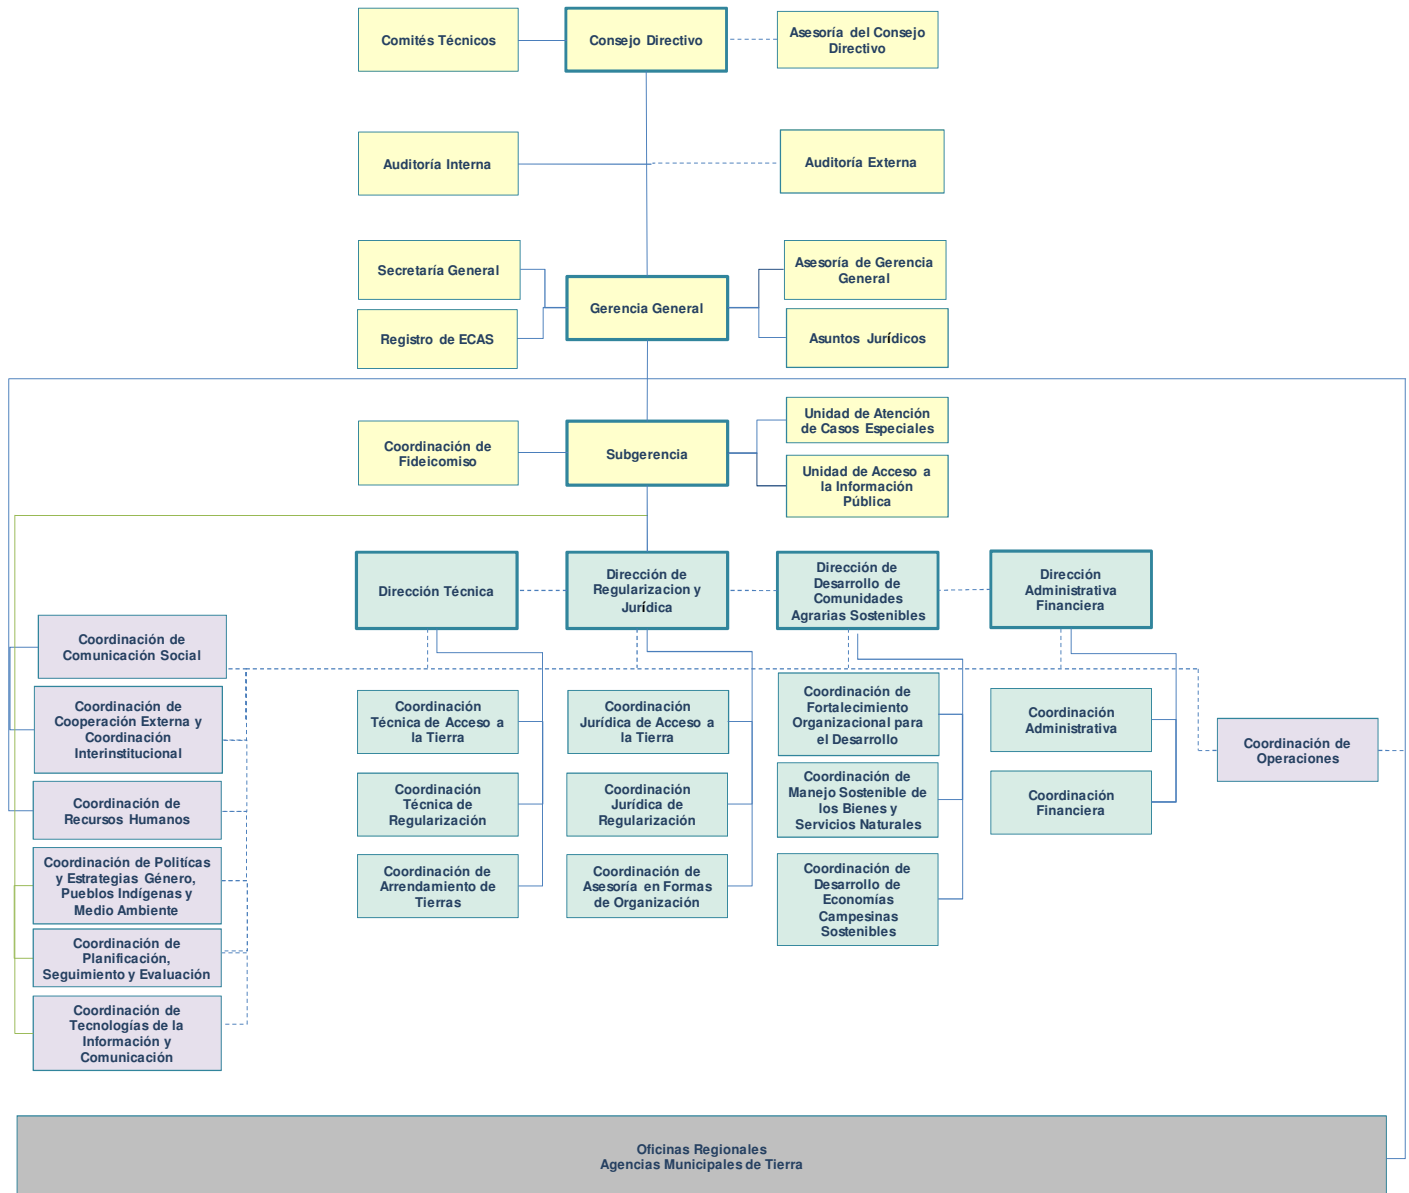 Comités Técnicos
Consejo Directivo
Asesoría del Consejo
Directivo
Auditoría Interna
Auditoría Externa
Secretaría General
Asesoría de Gerencia
General
Gerencia General
Registro de ECAS
Asuntos Jurídicos
Coordinación de
Fideicomiso
Subgerencia
Unidad de Atención
de Casos Especiales
Unidad de Acceso a
la Información
Pública
Dirección Técnica
Dirección de
Regularizacion y
Jurídica
Dirección de
Desarrollo de
Comunidades
Agrarias Sostenibles
Dirección
Administrativa
Financiera
Coordinación de
Comunicación Social
Coordinación de
Cooperación Externa y
Coordinación
Interinstitucional
Coordinación de
Recursos Humanos
Coordinación de Politícas
y Estrategias Género,
Pueblos Indígenas y
Medio Ambiente
Coordinación de
Planificación,
Seguimiento y Evaluación
Coordinación de
Tecnologías de la
Información y
Comunicación
Coordinación
Técnica de Acceso a
la Tierra
Coordinación
Técnica de
Regularización
Coordinación de
Arrendamiento de
Tierras
Coordinación
Jurídica de Acceso a
la Tierra
Coordinación
Jurídica de
Regularización
Coordinación de
Asesoría en Formas
de Organización
Coordinación de
Fortalecimiento
Organizacional para
el Desarrollo
Coordinación de
Manejo Sostenible de
los Bienes y
Servicios Naturales
Coordinación de
Desarrollo de
Economías
Campesinas
Sostenibles
Coordinación
Administrativa
Coordinación
Financiera
Coordinación de
Operaciones
Oficinas Regionales
Agencias Municipales de Tierra